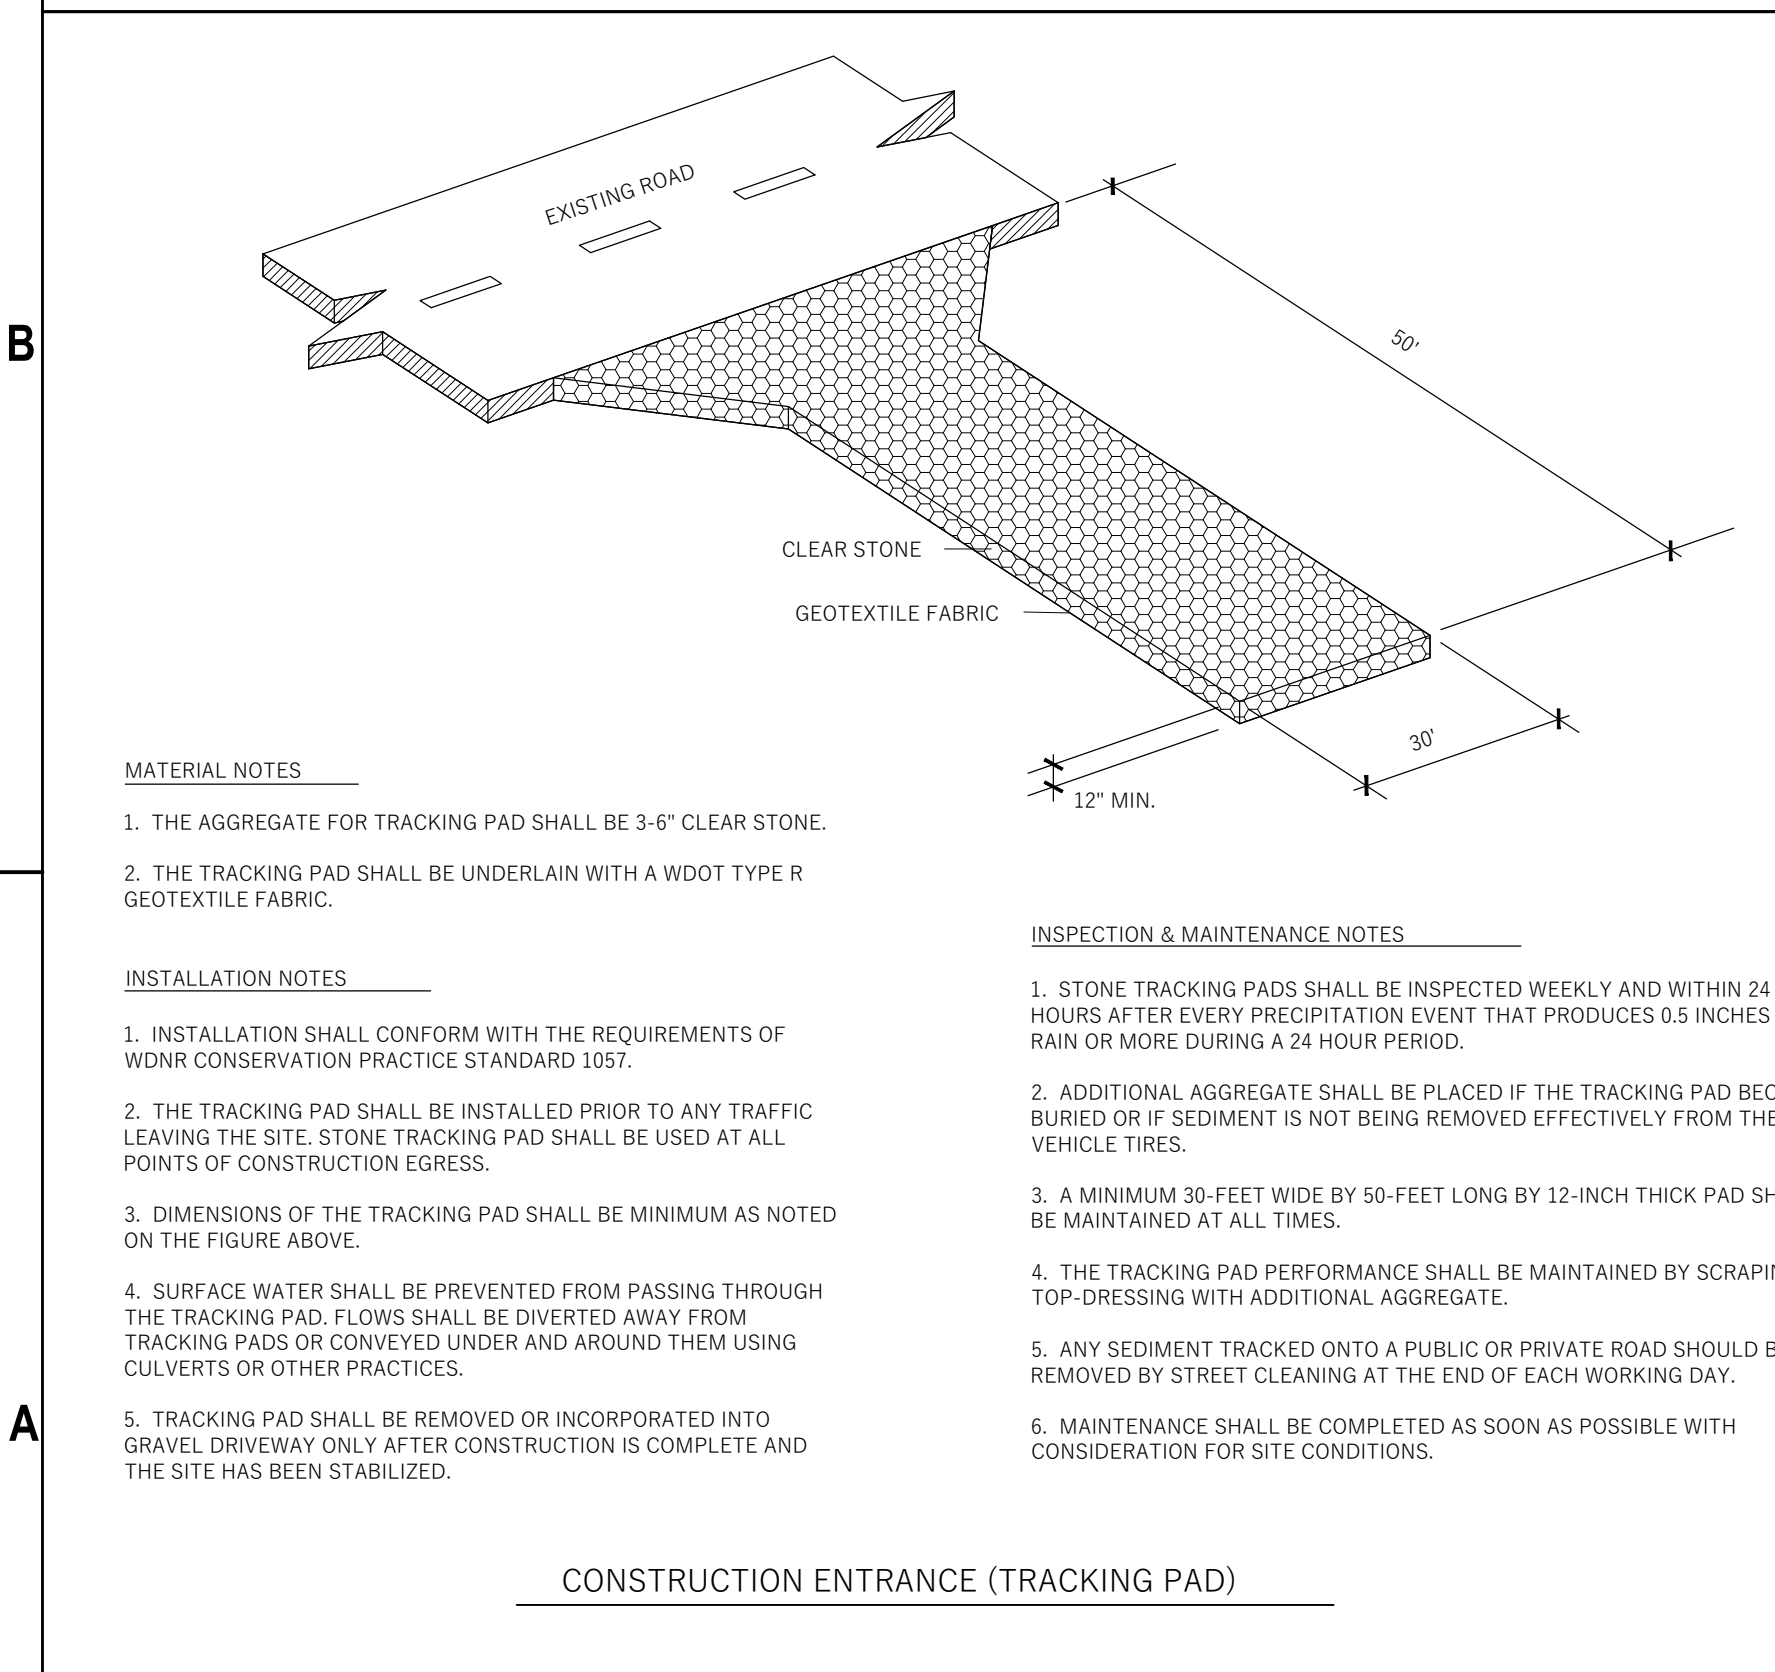 EXISTING ROAD
50'
CLEAR STONE
GEOTEXTILE FABRIC
30'
12" MIN.
B
MATERIAL NOTES
1. THE AGGREGATE FOR TRACKING PAD SHALL BE 3-6" CLEAR STONE.
2. THE TRACKING PAD SHALL BE UNDERLAIN WITH A WDOT TYPE R
GEOTEXTILE FABRIC.
INSTALLATION NOTES
1. INSTALLATION SHALL CONFORM WITH THE REQUIREMENTS OF
WDNR CONSERVATION PRACTICE STANDARD 1057.
2. THE TRACKING PAD SHALL BE INSTALLED PRIOR TO ANY TRAFFIC
LEAVING THE SITE. STONE TRACKING PAD SHALL BE USED AT ALL
POINTS OF CONSTRUCTION EGRESS.
3. DIMENSIONS OF THE TRACKING PAD SHALL BE MINIMUM AS NOTED
ON THE FIGURE ABOVE.
4. SURFACE WATER SHALL BE PREVENTED FROM PASSING THROUGH
THE TRACKING PAD. FLOWS SHALL BE DIVERTED AWAY FROM
TRACKING PADS OR CONVEYED UNDER AND AROUND THEM USING
CULVERTS OR OTHER PRACTICES.
5. TRACKING PAD SHALL BE REMOVED OR INCORPORATED INTO
GRAVEL DRIVEWAY ONLY AFTER CONSTRUCTION IS COMPLETE AND
THE SITE HAS BEEN STABILIZED.
A
INSPECTION & MAINTENANCE NOTES
1. STONE TRACKING PADS SHALL BE INSPECTED WEEKLY AND WITHIN 24
HOURS AFTER EVERY PRECIPITATION EVENT THAT PRODUCES 0.5 INCHES
RAIN OR MORE DURING A 24 HOUR PERIOD.
2. ADDITIONAL AGGREGATE SHALL BE PLACED IF THE TRACKING PAD
BURIED OR IF SEDIMENT IS NOT BEING REMOVED EFFECTIVELY FROM THE
VEHICLE TIRES.
3. A MINIMUM 30-FEET WIDE BY 50-FEET LONG BY 12-INCH THICK PAD
BE MAINTAINED AT ALL TIMES.
4. THE TRACKING PAD PERFORMANCE SHALL BE MAINTAINED BY
TOP-DRESSING WITH ADDITIONAL AGGREGATE.
5. ANY SEDIMENT TRACKED ONTO A PUBLIC OR PRIVATE ROAD SHOULD
REMOVED BY STREET CLEANING AT THE END OF EACH WORKING DAY.
6. MAINTENANCE SHALL BE COMPLETED AS SOON AS POSSIBLE WITH
CONSIDERATION FOR SITE CONDITIONS.
CONSTRUCTION ENTRANCE (TRACKING PAD)